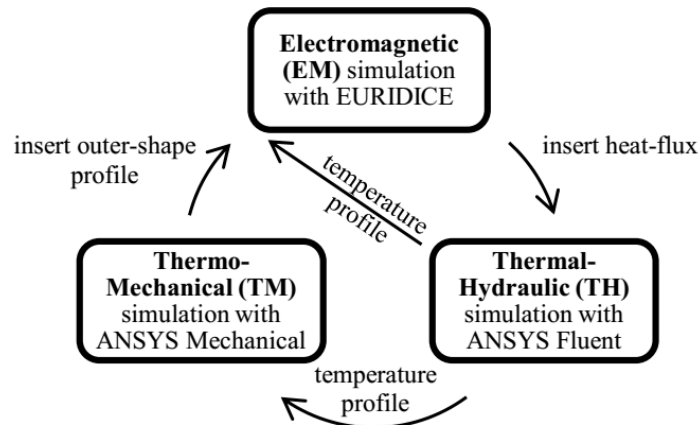 Electromagnetic
(EM) simulation
with EURIDICE
insert outer-shape
profile
insert heat-flux
temperature
profile
Thermo-
Mechanical (TM)
simulation with
ANSYS Mechanical
Thermal-
Hydraulic (TH)
simulation with
ANSYS Fluent
temperature
profile